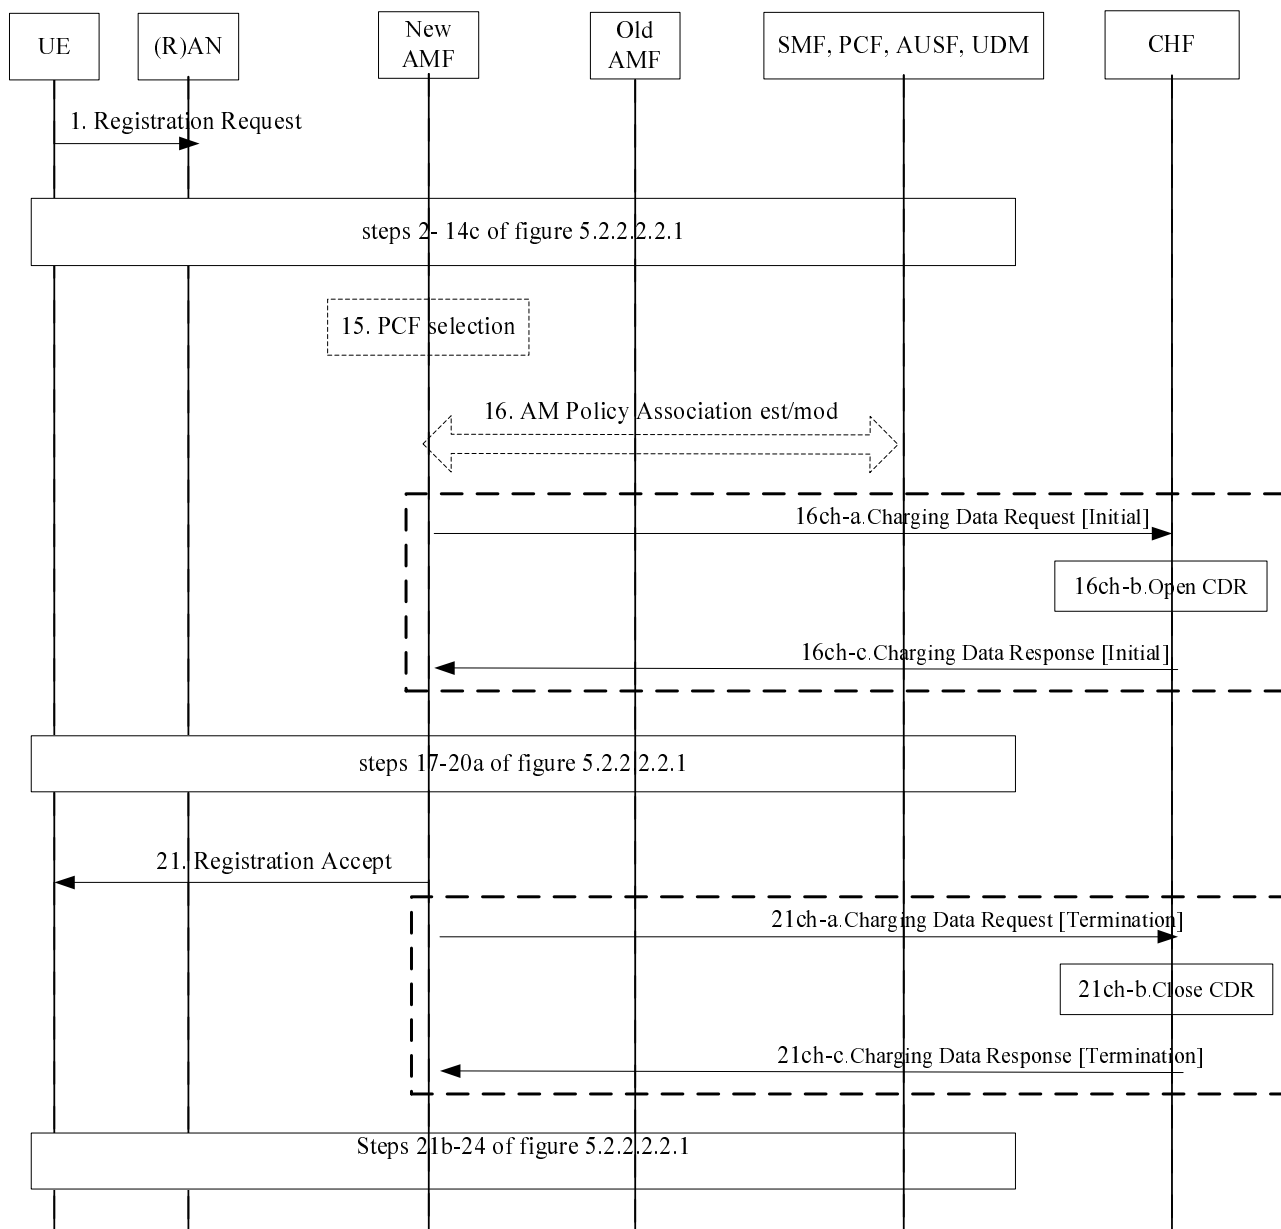 UE
(R)AN
New
AMF
Old
AMF
SMF, PCF, AUSF, UDM
CHF
1. Registration Request
steps 2- 14c of figure 5.2.2.2.2.1
15. PCF selection
16. AM Policy Association est/mod
16ch-a.Charging Data Request [Initial]
16ch-b.Open CDR
16ch-c.Charging Data Response [Initial]
steps 17-20a of figure 5.2.2.2.2.1
21. Registration Accept
21ch-a.Charging Data Request [Termination]
21ch-b.Close CDR
21ch-c.Charging Data Response [Termination]
Steps 21b-24 of figure 5.2.2.2.2.1